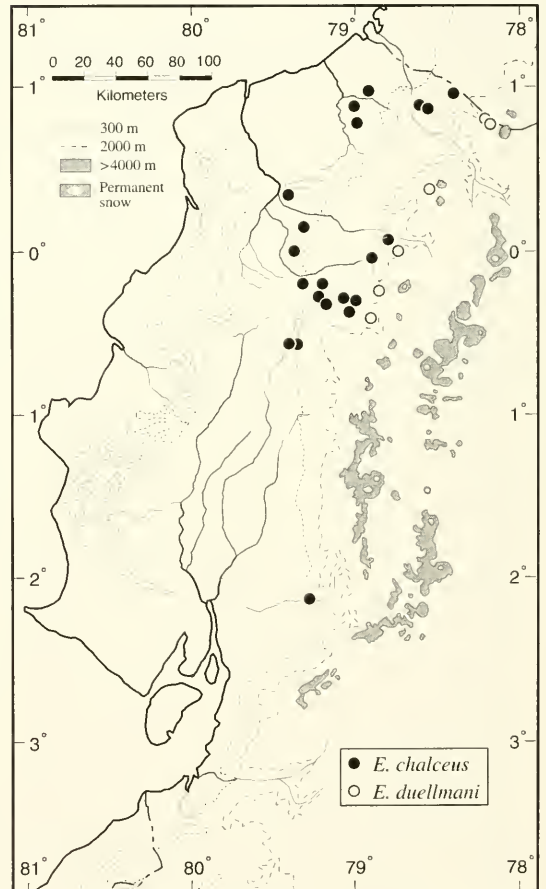 81° 80° 79° 78°
0 20 40 60 80 100
Kilometers
300 m
2000 m
>4000 m
Permanent
snow
1° 1°
0° 0°
1° 1°
2° 2°
3° 3°
E. chalceus
E. duellmani
81° 80° 79° 78°